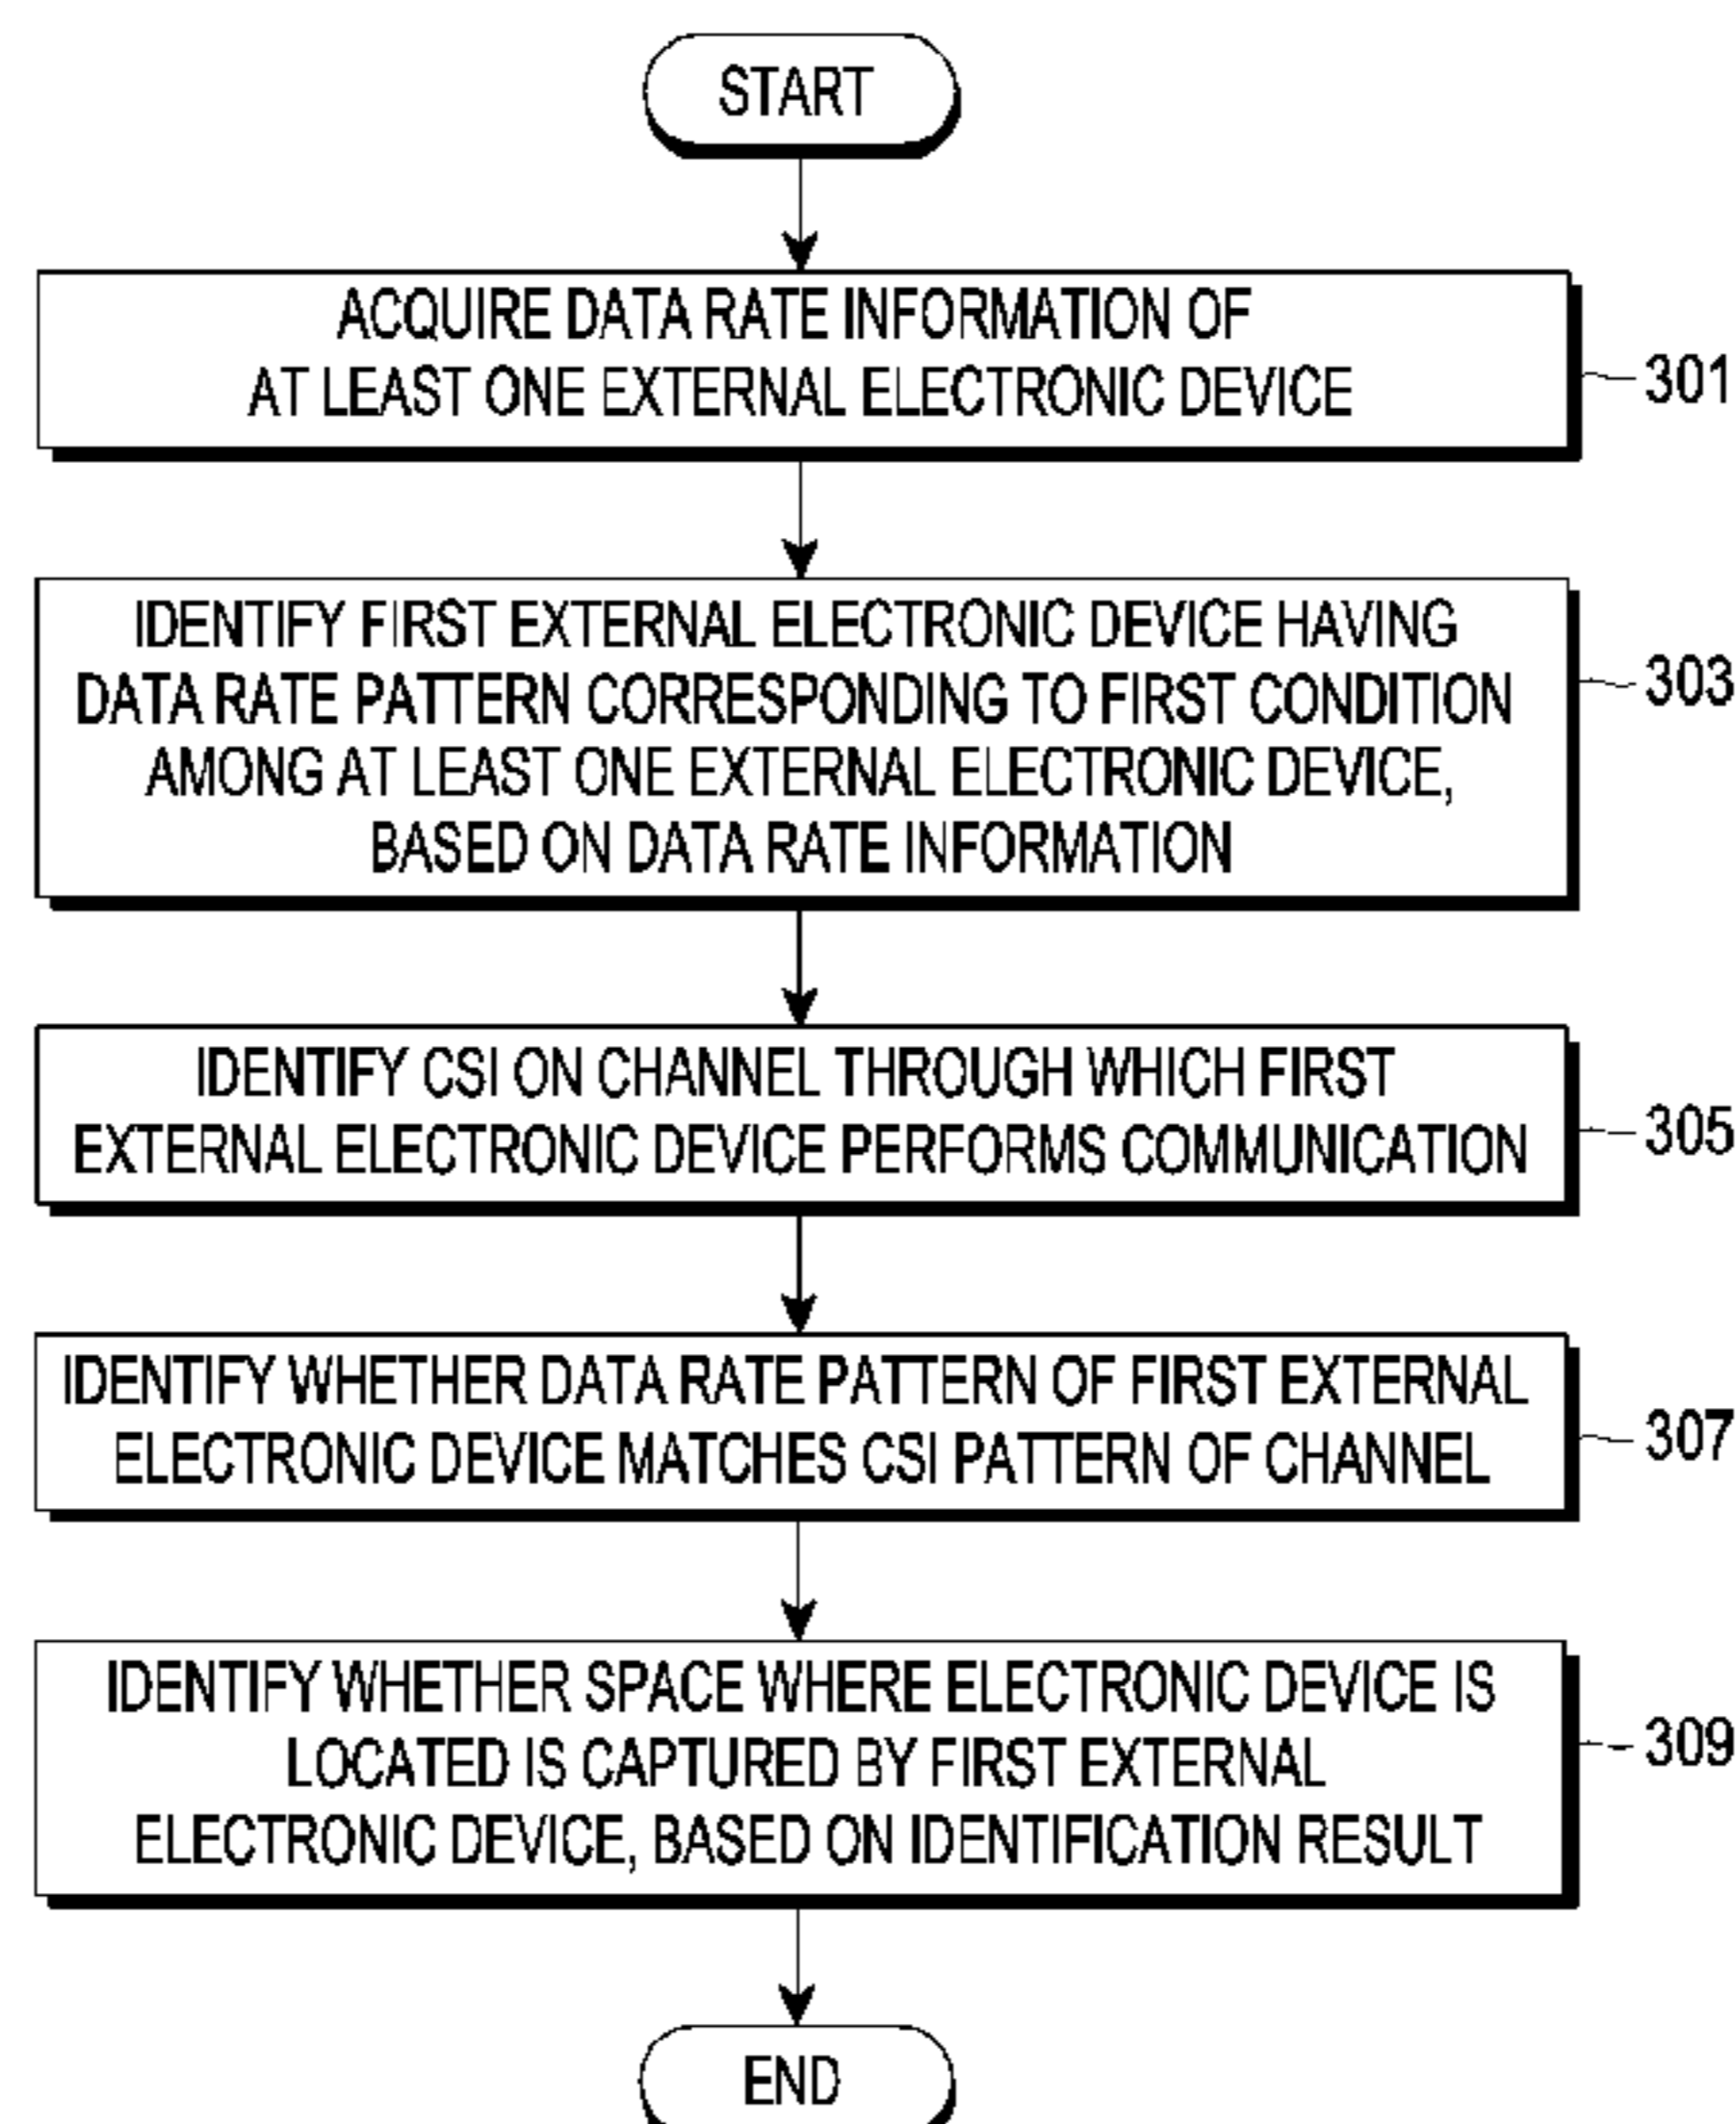 START
ACQUIRE DATA RATE INFORMATION OF
AT LEAST ONE EXTERNAL ELECTRONIC DEVICE
301
IDENTIFY FIRST EXTERNAL ELECTRONIC DEVICE HAVING
DATA RATE PATTERN CORRESPONDING TO FIRST CONDITION
AMONG AT LEAST ONE EXTERNAL ELECTRONIC DEVICE,
BASED ON DATA RATE INFORMATION
303
IDENTIFY CSI ON CHANNEL THROUGH WHICH FIRST
EXTERNAL ELECTRONIC DEVICE PERFORMS COMMUNICATION
305
IDENTIFY WHETHER DATA RATE PATTERN OF FIRST EXTERNAL
ELECTRONIC DEVICE MATCHES CSI PATTERN OF CHANNEL
307
IDENTIFY WHETHER SPACE WHERE ELECTRONIC DEVICE IS
LOCATED IS CAPTURED BY FIRST EXTERNAL
ELECTRONIC DEVICE, BASED ON IDENTIFICATION RESULT
309
END